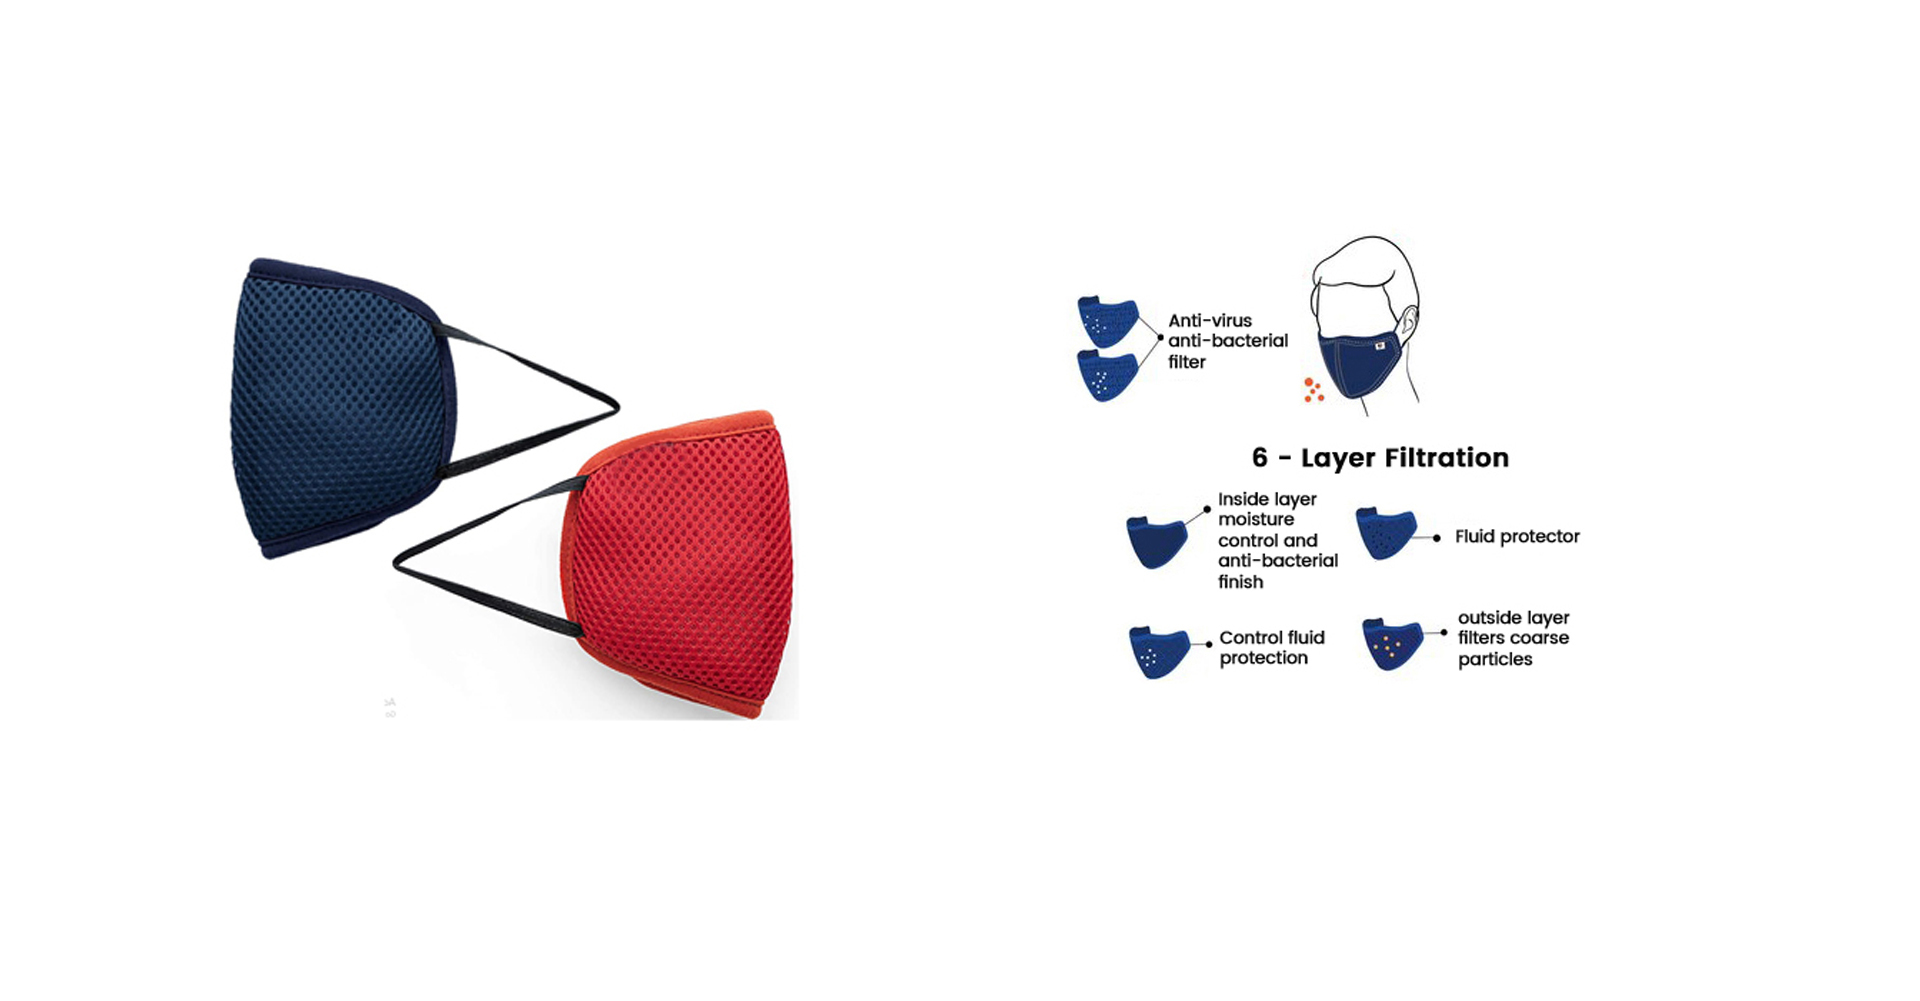 Anti-virus
anti-bacterial
filter
6 - Layer Filtration
Inside layer
moisture
control and
anti-bacterial
finish
Fluid protector
Control fluid
protection
outside layer
filters coarse
particles